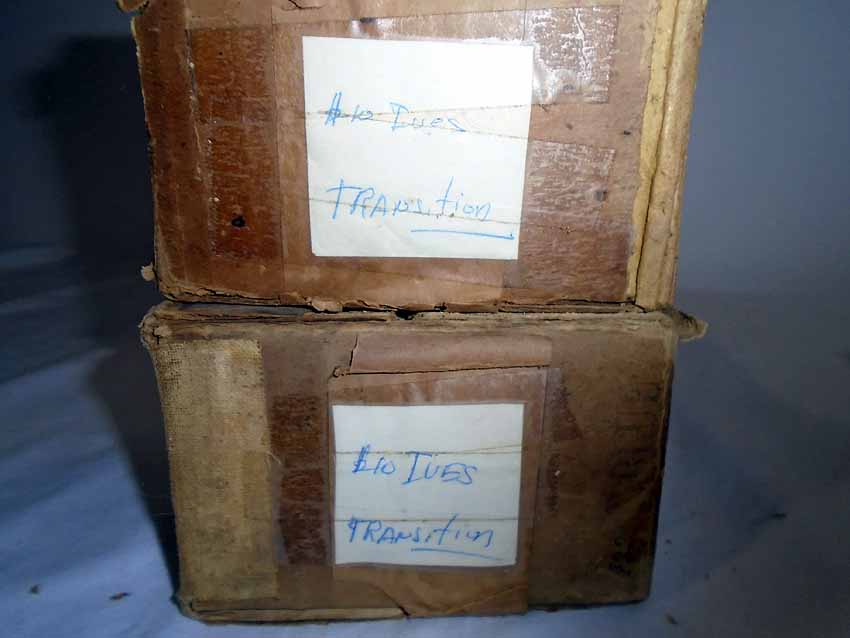 $10 Ives
TRANsition
$10 IVES
TRANsition